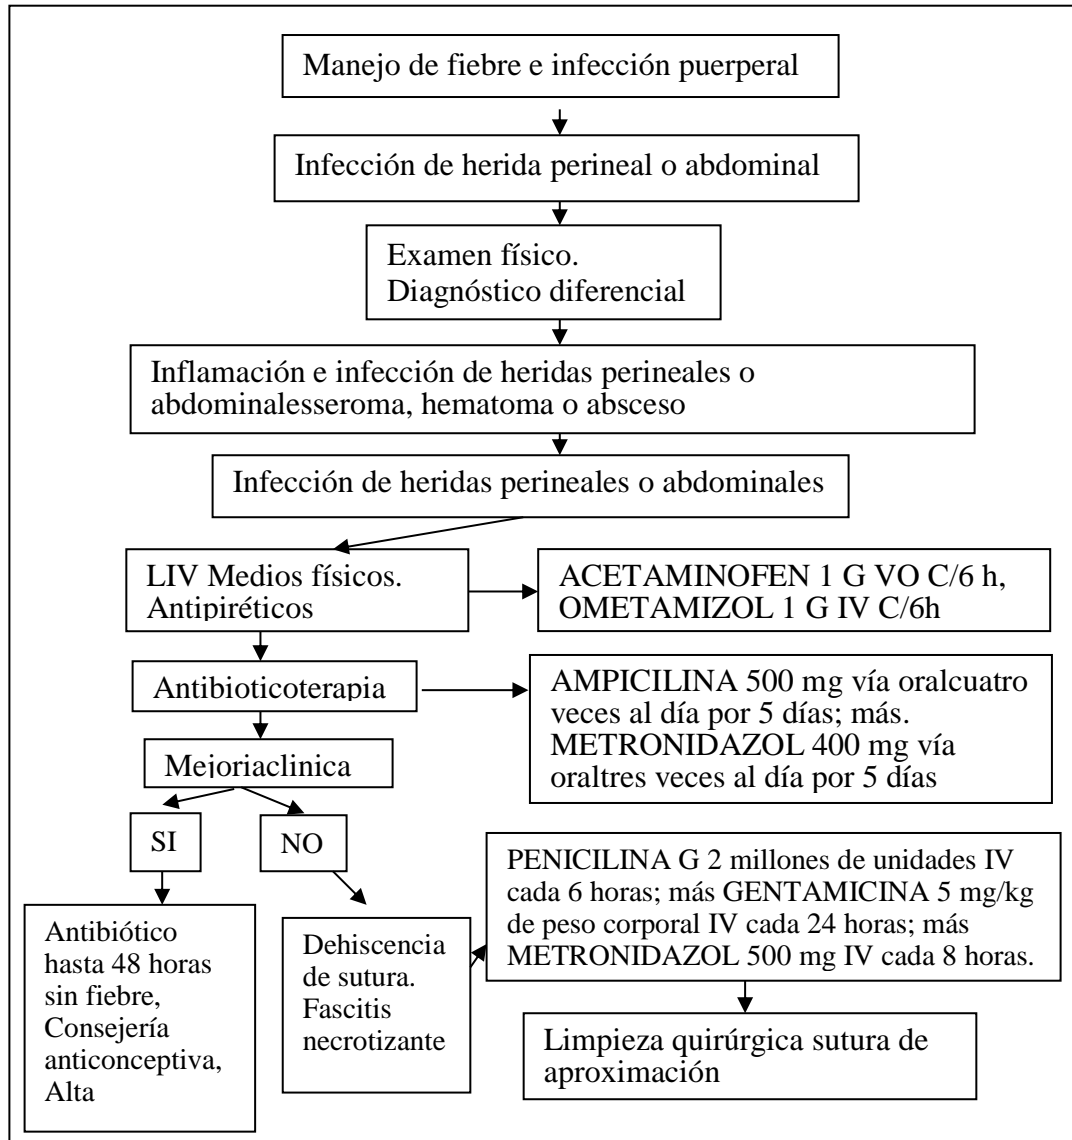 Manejo de fiebre e infección puerperal
Infección de herida perineal o abdominal
Examen físico.
Diagnóstico diferencial
Inflamación e infección de heridas perineales o
abdominalesseroma, hematoma o absceso
Infección de heridas perineales o abdominales
LIV Medios físicos.
Antipiréticos
ACETAMINOFEN 1 G VO C/6 h,
OMETAMIZOL 1 G IV C/6h
Antibioticoterapia
AMPICILINA 500 mg vía oralcuatro
veces al día por 5 días; más.
METRONIDAZOL 400 mg vía
oraltres veces al día por 5 días
Mejoriaclinica
SI
NO
PENICILINA G 2 millones de unidades IV
cada 6 horas; más GENTAMICINA 5 mg/kg
de peso corporal IV cada 24 horas; más
METRONIDAZOL 500 mg IV cada 8 horas.
Antibiótico
hasta 48 horas
sin fiebre,
Consejería
anticonceptiva,
Alta
Dehiscencia
de sutura.
Fascitis
necrotizante
Limpieza quirúrgica sutura de
aproximación